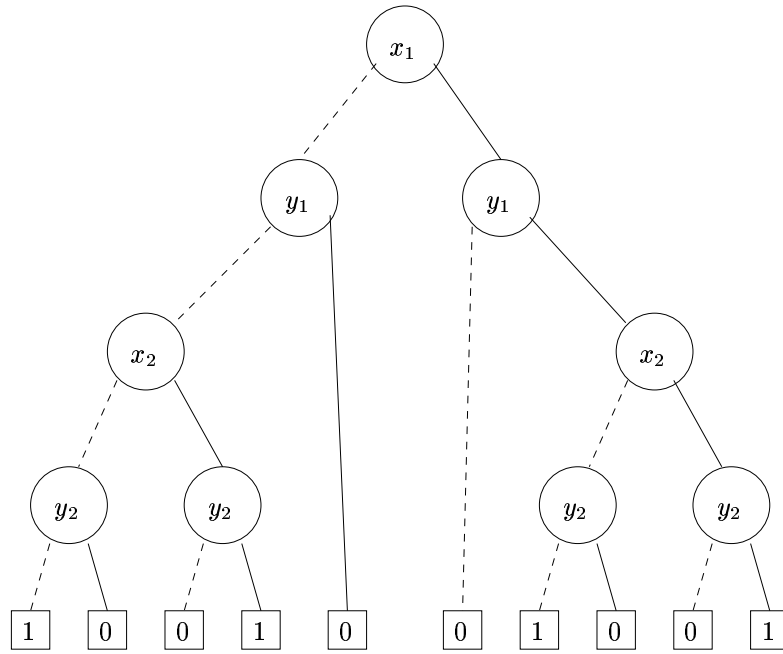 x₁
y₁ y₁
x₂ x₂
y₂ y₂ y₂ y₂
1 0 0 1 0 0 1 0 0 1